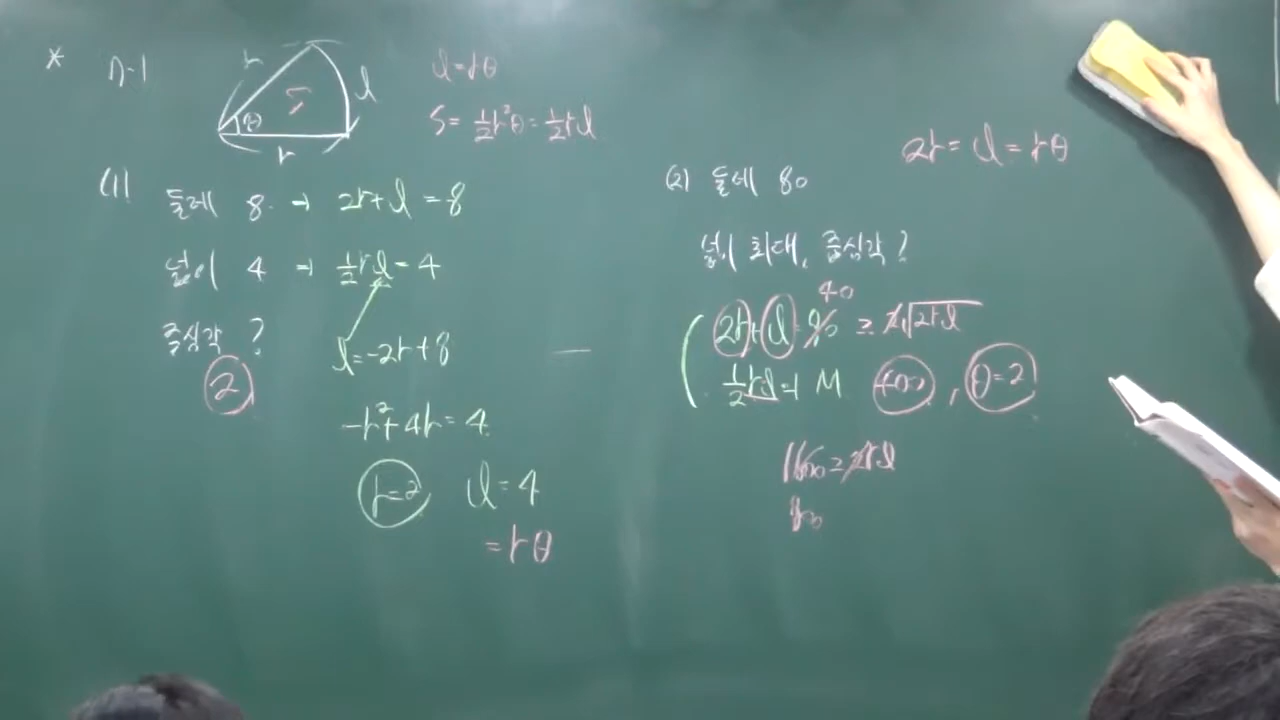 * n-1
r
l
S
θ
r
l=rθ
S=½r²θ=½rl
(1)
둘레 8 → 2r+l=8
넓이 4 → ½rl=4
중심각 ?
2
l=-2r+8
-r²+4r=4
r=2 l=4
=rθ
2r=l=rθ
(2) 둘레 80
넓이 최대, 중심각?
40
2r+l=80 ≥ 2√2rl
½rl=M 400, θ=2
1600≥2rl